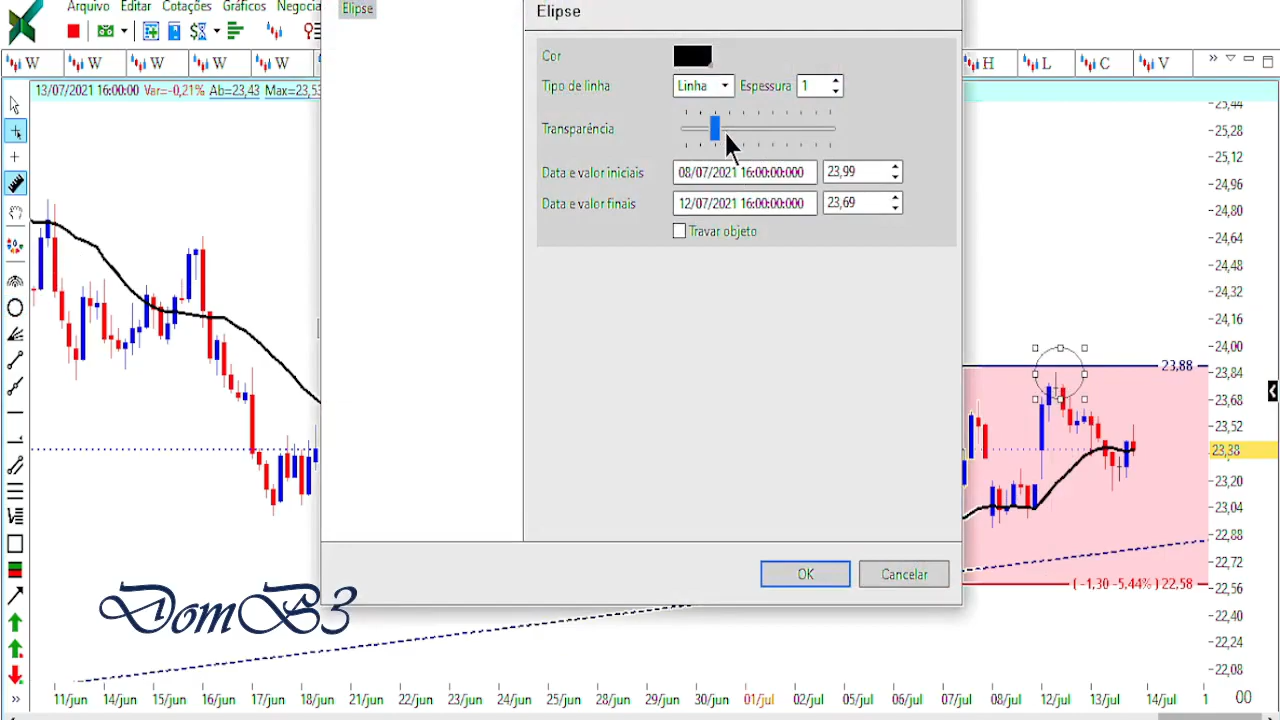 Arquivo Editar Cotações Gráficos Negocia
Elipse
Elipse
W W W W W H L C V
13/07/2021 16:00:00 Var=-0,21% Ab=23,43 Max=23,53
Cor
Tipo de linha Linha Espessura 1
Transparência
Data e valor iniciais 08/07/2021 16:00:00:000 23,99
Data e valor finais 12/07/2021 16:00:00:000 23,69
Travar objeto
OK Cancelar
23,44
25,28
25,12
24,96
24,80
24,64
24,48
24,32
24,16
24,00
23,88
23,84
23,68
23,52
23,38
23,20
23,04
22,88
22,72
(-1,30 -5,44%) 22,58
22,56
22,40
22,24
22,08
DomB3
11/jun 14/jun 15/jun 16/jun 17/jun 18/jun 21/jun 22/jun 23/jun 24/jun 25/jun 28/jun 29/jun 30/jun 01/jul 02/jul 05/jul 06/jul 07/jul 08/jul 12/jul 13/jul 14/jul 1 00